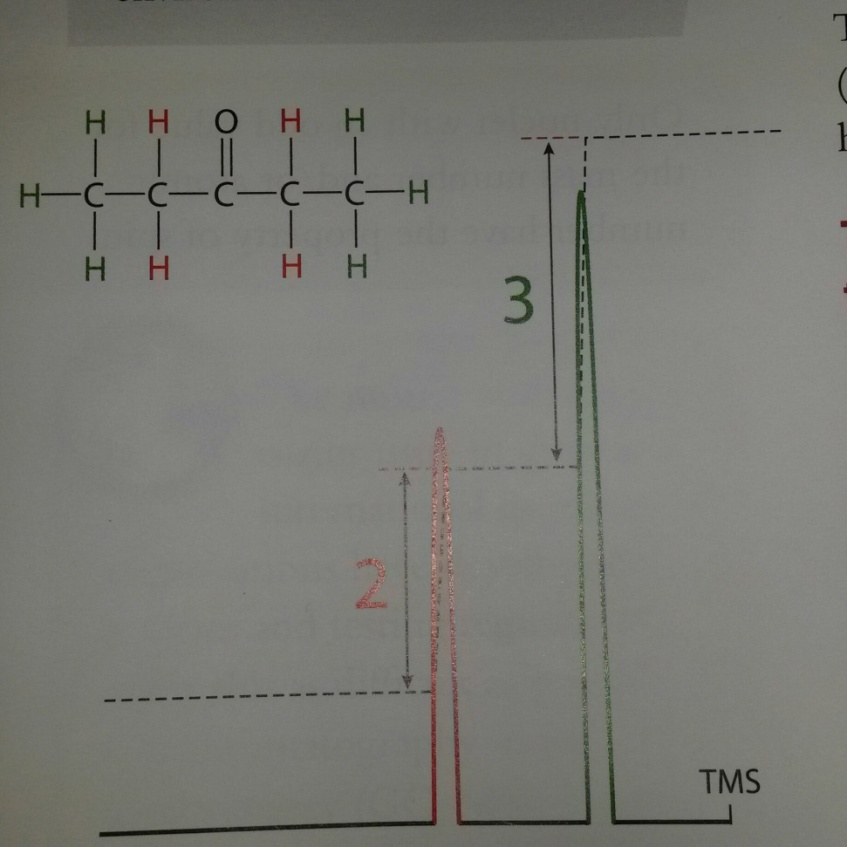 H H O H H
H C C C C C H
H H H H
3
2
TMS